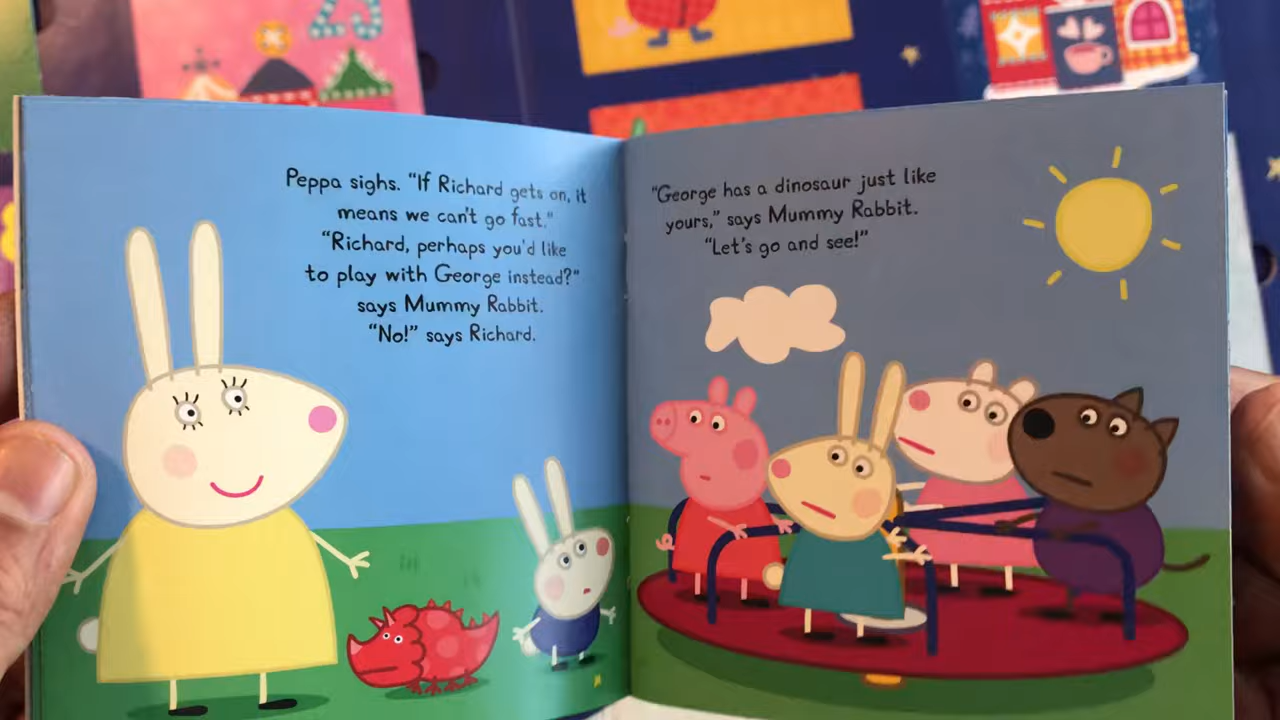 23
Peppa sighs. “If Richard gets on, it
means we can't go fast.”
“Richard, perhaps you'd like
to play with George instead?”
says Mummy Rabbit.
“No!” says Richard.
“George has a dinosaur just like
yours,” says Mummy Rabbit.
“Let's go and see!”